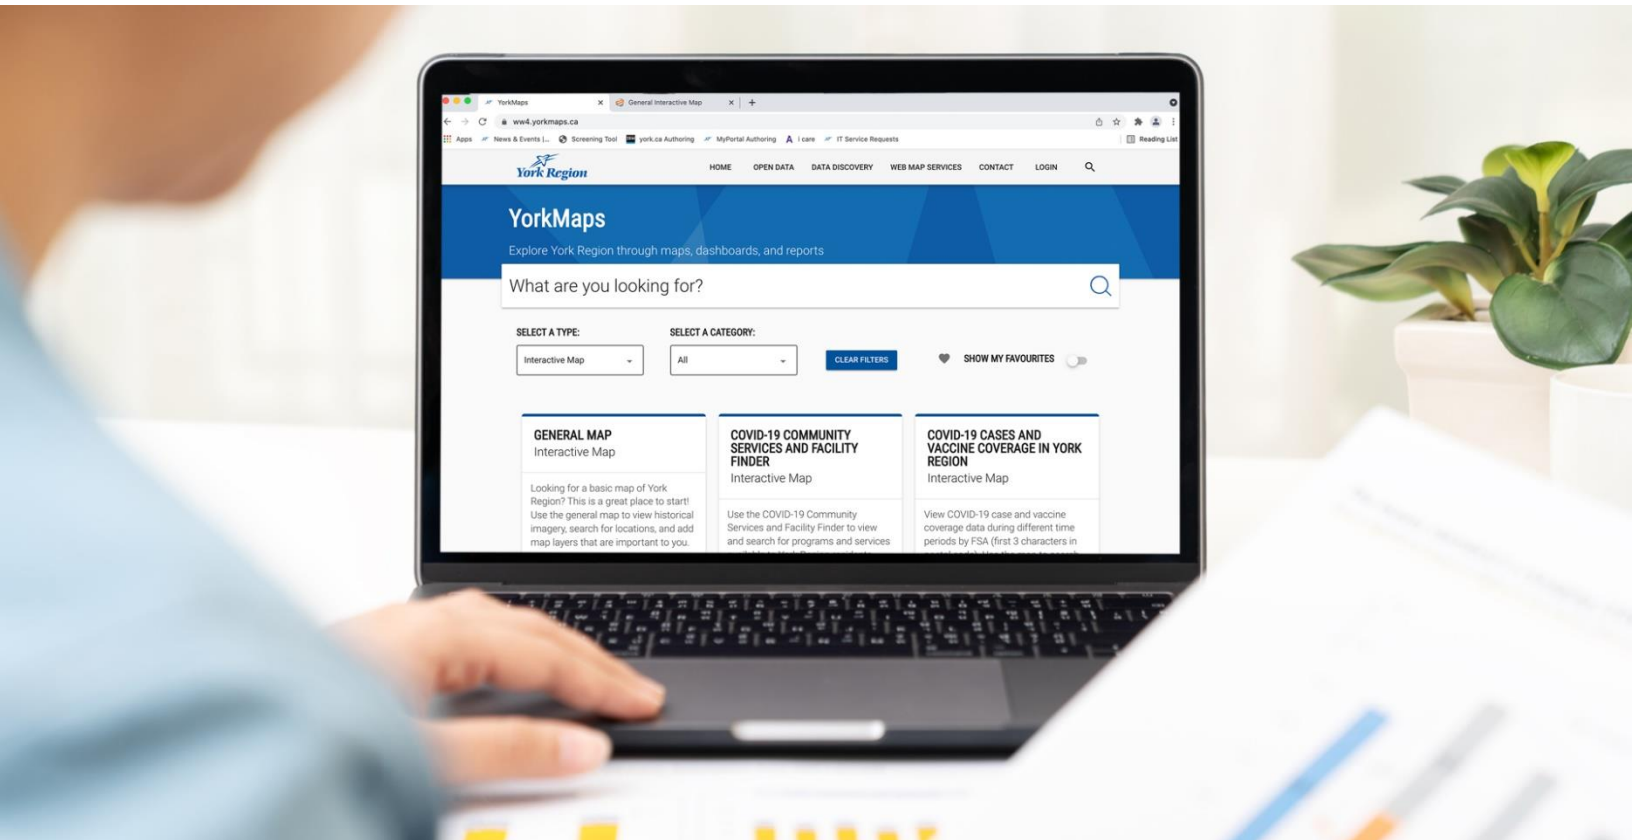 YorkMaps
General Interactive Map
ww4.yorkmaps.ca
Apps News & Events |... Screening Tool york.ca Authoring MyPortal Authoring i care IT Service Requests Reading List
York Region
HOME OPEN DATA DATA DISCOVERY WEB MAP SERVICES CONTACT LOGIN
YorkMaps
Explore York Region through maps, dashboards, and reports
What are you looking for?
SELECT A TYPE: SELECT A CATEGORY:
Interactive Map All CLEAR FILTERS SHOW MY FAVOURITES
GENERAL MAP
Interactive Map
Looking for a basic map of York
Region? This is a great place to start!
Use the general map to view historical
imagery, search for locations, and add
map layers that are important to you.
COVID-19 COMMUNITY
SERVICES AND FACILITY
FINDER
Interactive Map
Use the COVID-19 Community
Services and Facility Finder to view
and search for programs and services
COVID-19 CASES AND
VACCINE COVERAGE IN YORK
REGION
Interactive Map
View COVID-19 case and vaccine
coverage data during different time
periods by FSA (first 3 characters in